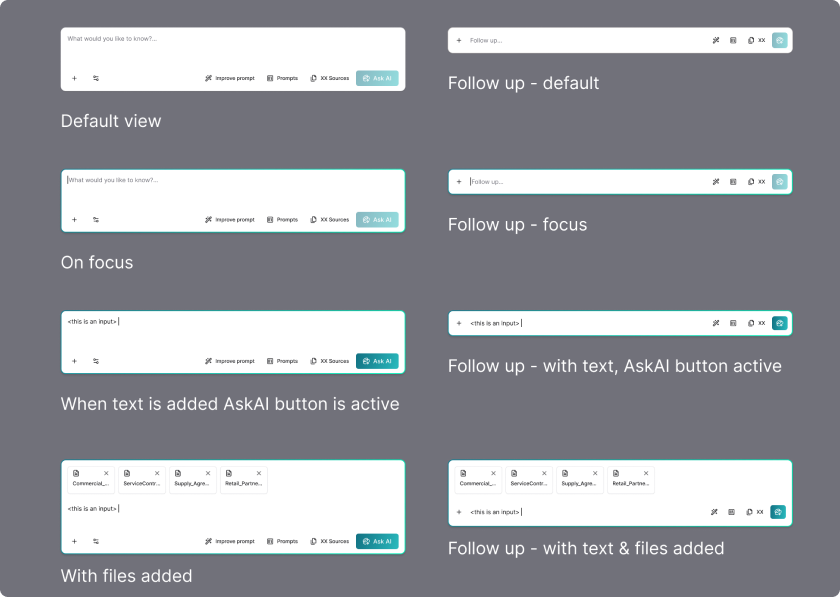 What would you like to know?...
Improve prompt
Prompts
XX Sources
Ask AI
Default view
Follow up...
XX
Follow up - default
What would you like to know?...
Improve prompt
Prompts
XX Sources
Ask AI
On focus
Follow up...
XX
Follow up - focus
<this is an input>
Improve prompt
Prompts
XX Sources
Ask AI
When text is added AskAI button is active
<this is an input>
XX
Follow up - with text, AskAI button active
Commercial_...
ServiceContr...
Supply_Agre...
Retail_Partne...
<this is an input>
Improve prompt
Prompts
XX Sources
Ask AI
With files added
Commercial_...
ServiceContr...
Supply_Agre...
Retail_Partne...
<this is an input>
XX
Follow up - with text & files added